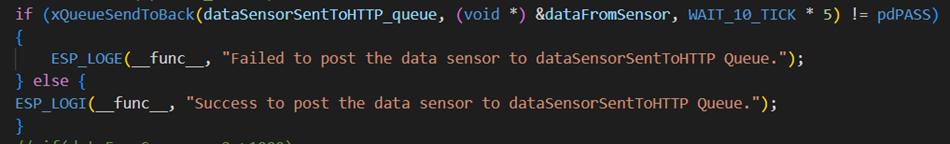 if (xQueueSendToBack(dataSensorSentToHTTP_queue, (void *) &dataFromSensor, WAIT_10_TICK * 5) != pdPASS)
{
    ESP_LOGE(__func__, "Failed to post the data sensor to dataSensorSentToHTTP Queue.");
} else {
ESP_LOGI(__func__, "Success to post the data sensor to dataSensorSentToHTTP Queue.");
}